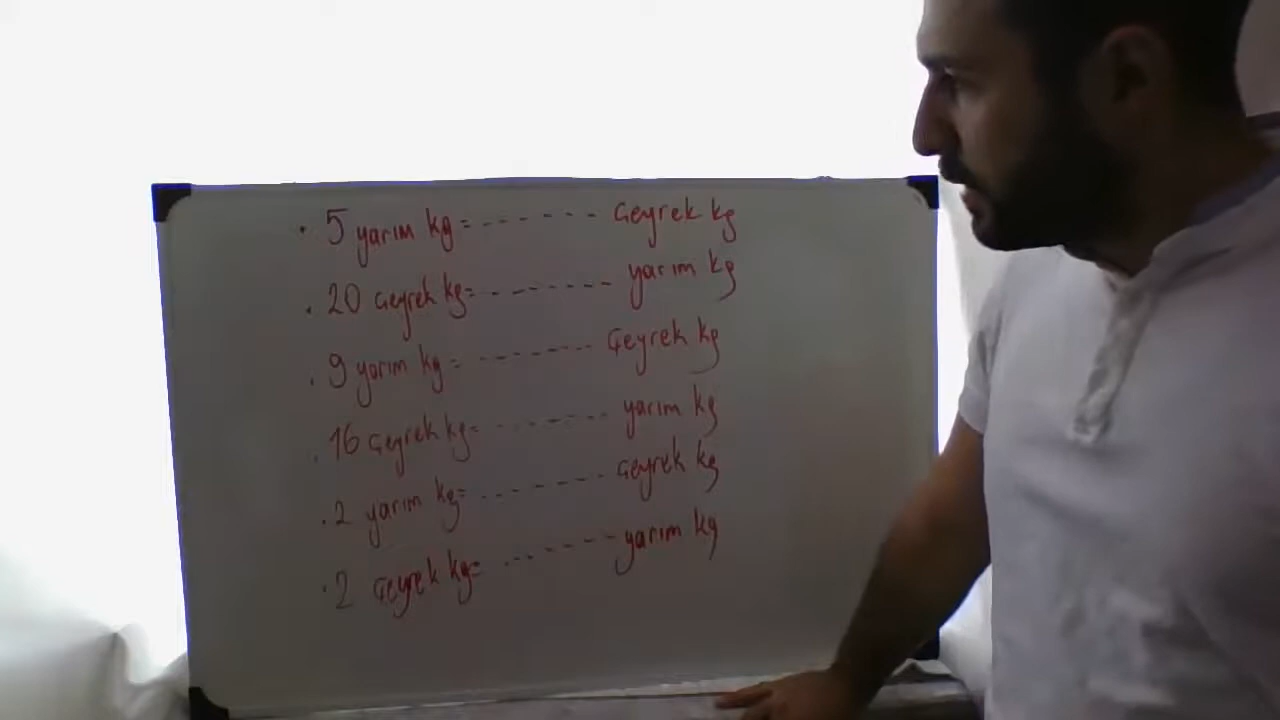 • 5 yarım kg = ------- Çeyrek kg
• 20 Çeyrek kg = -------- yarım kg
• 9 yarım kg = -------- Çeyrek kg
• 16 Çeyrek kg = -------- yarım kg
• 2 yarım kg = -------- Çeyrek kg
• 2 Çeyrek kg = ------- yarım kg